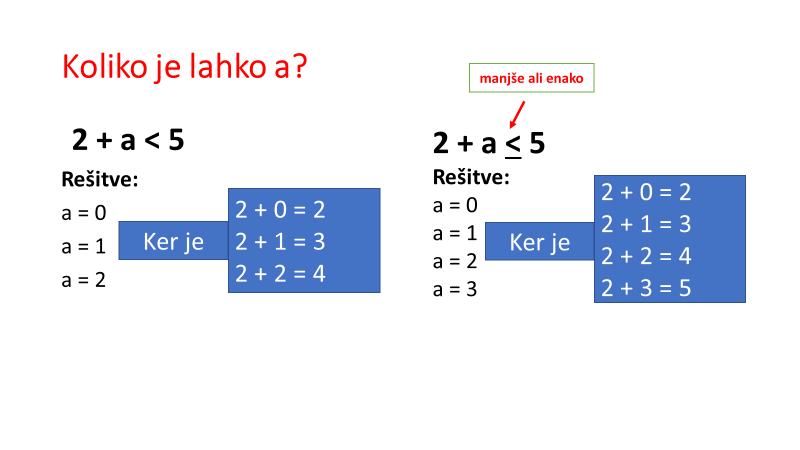 Koliko je lahko a?
2 + a < 5
Rešitve:
a = 0
a = 1
a = 2
Ker je
2 + 0 = 2
2 + 1 = 3
2 + 2 = 4
manjše ali enako
2 + a ≤ 5
Rešitve:
a = 0
a = 1
a = 2
a = 3
Ker je
2 + 0 = 2
2 + 1 = 3
2 + 2 = 4
2 + 3 = 5